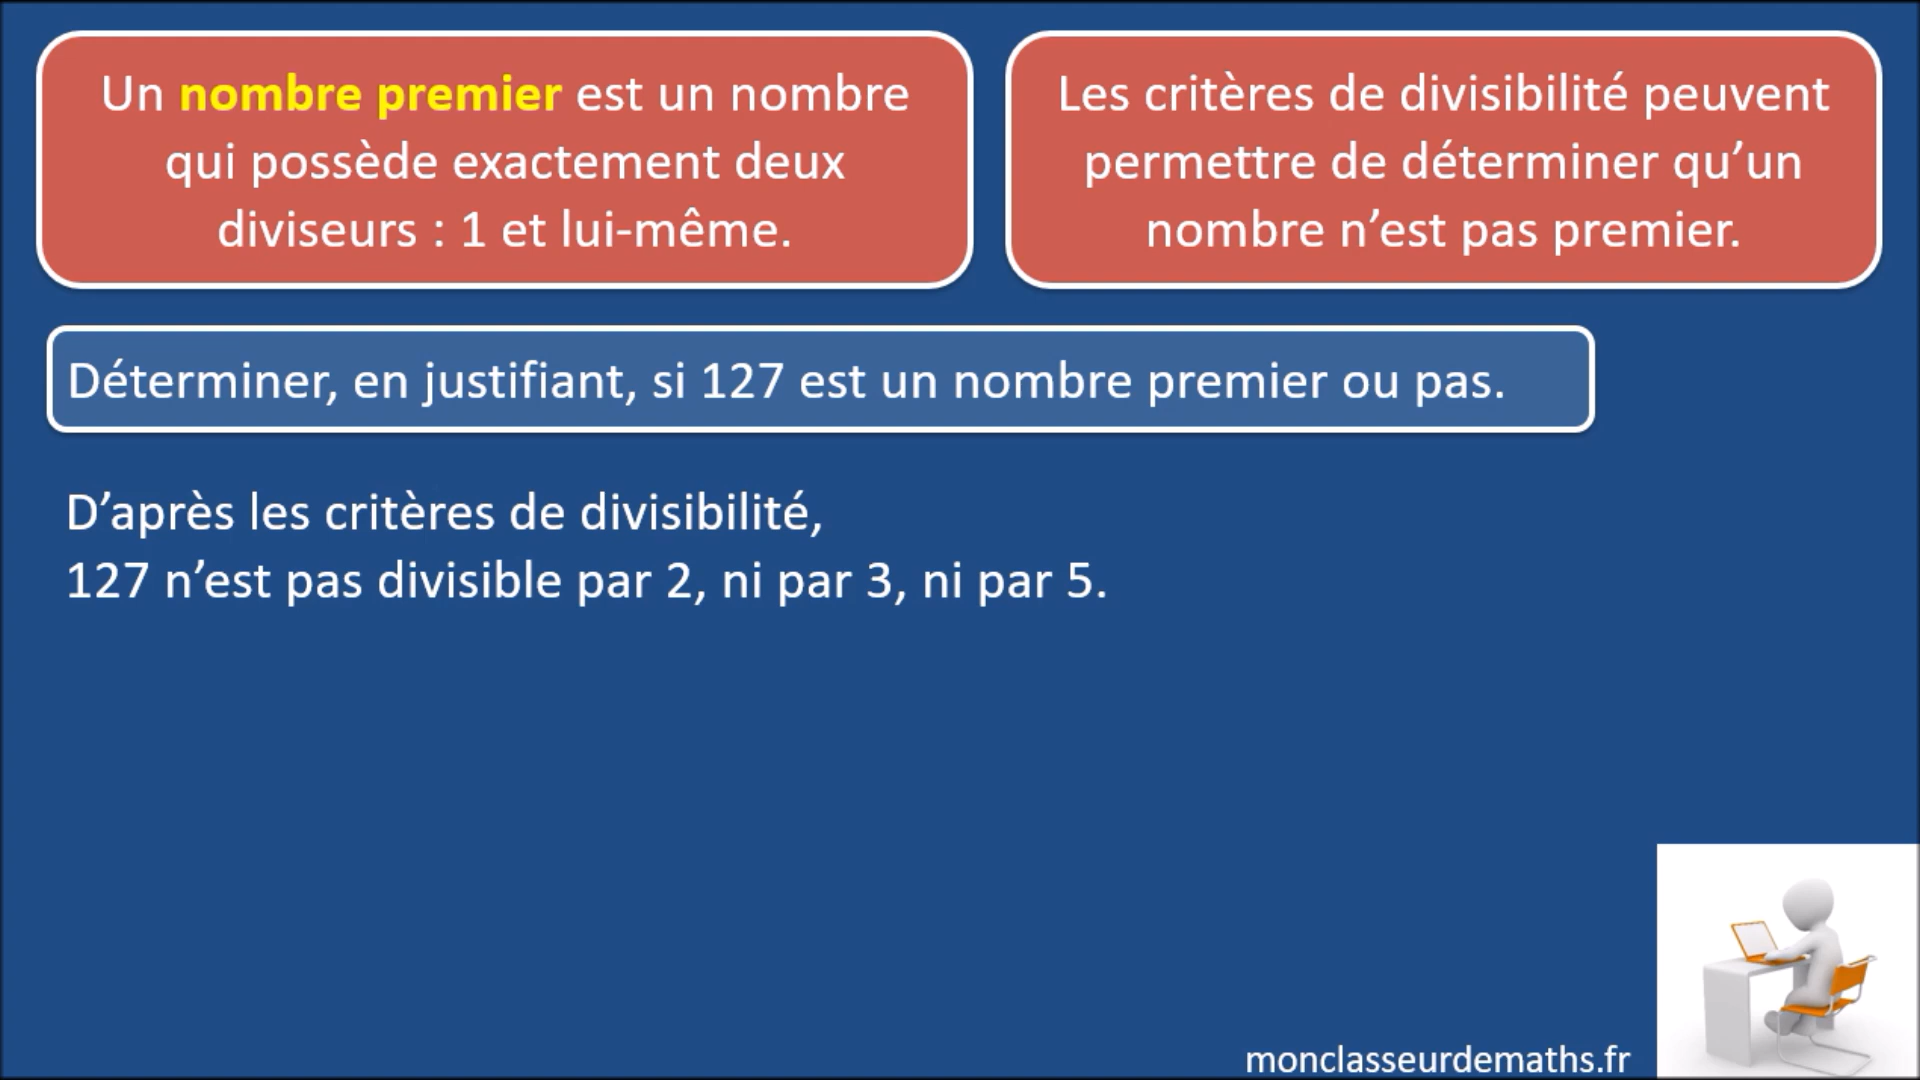 Un nombre premier est un nombre
qui possède exactement deux
diviseurs : 1 et lui-même.
Les critères de divisibilité peuvent
permettre de déterminer qu’un
nombre n’est pas premier.
Déterminer, en justifiant, si 127 est un nombre premier ou pas.
D’après les critères de divisibilité,
127 n’est pas divisible par 2, ni par 3, ni par 5.
monclasseurdemaths.fr